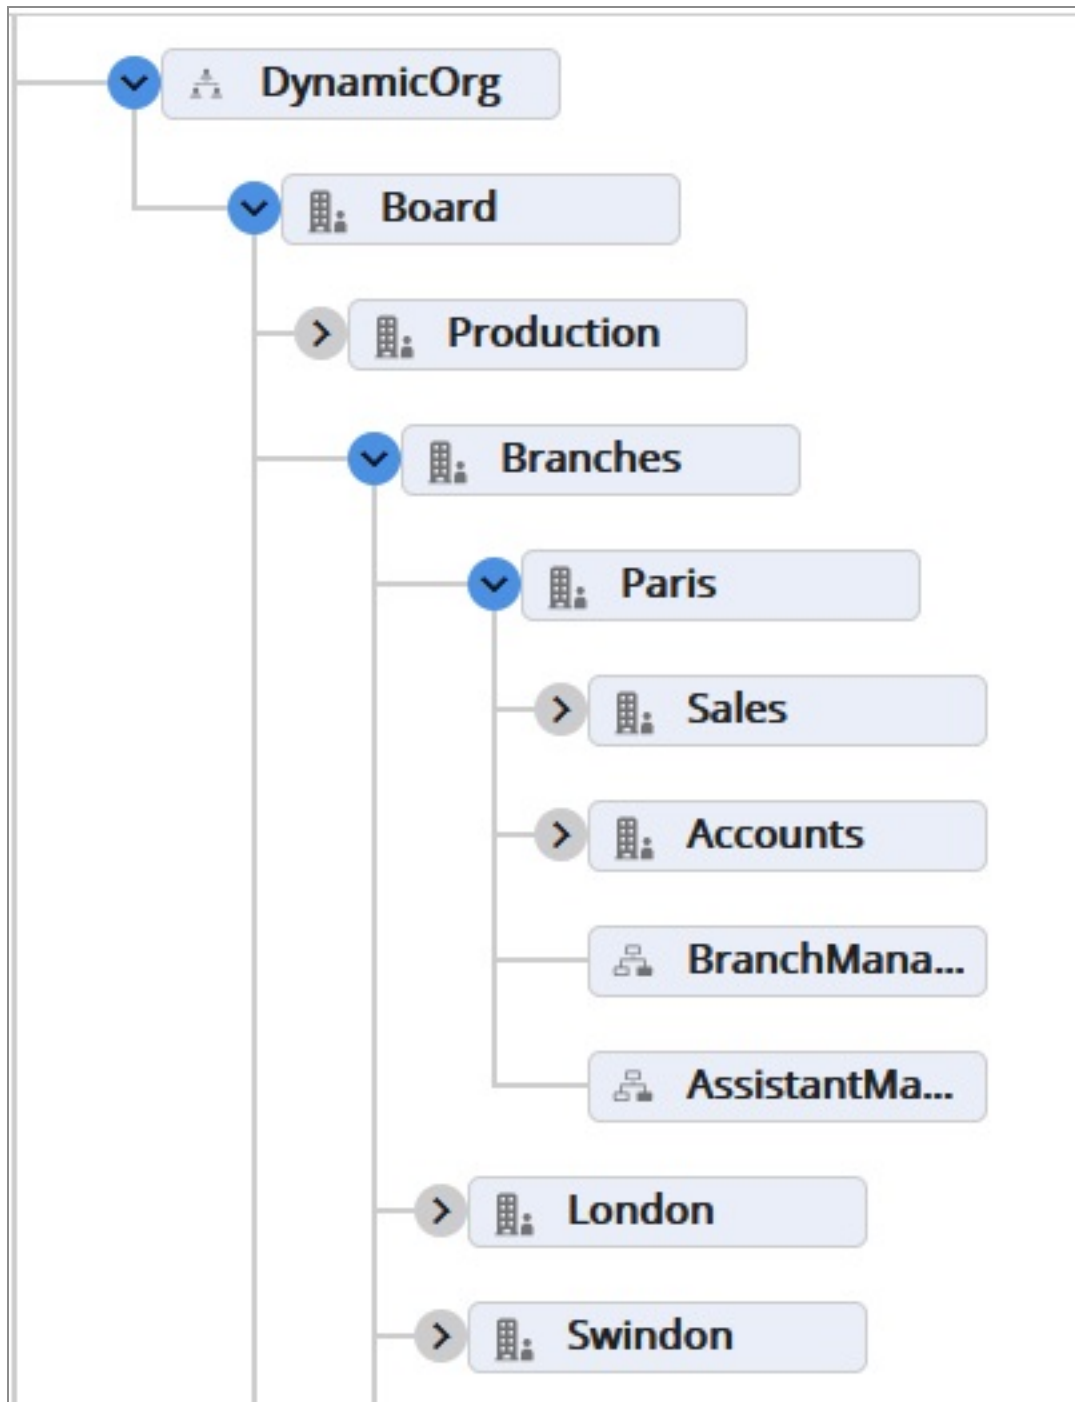 DynamicOrg
Board
Production
Branches
Paris
Sales
Accounts
BranchMana...
AssistantMa...
London
Swindon